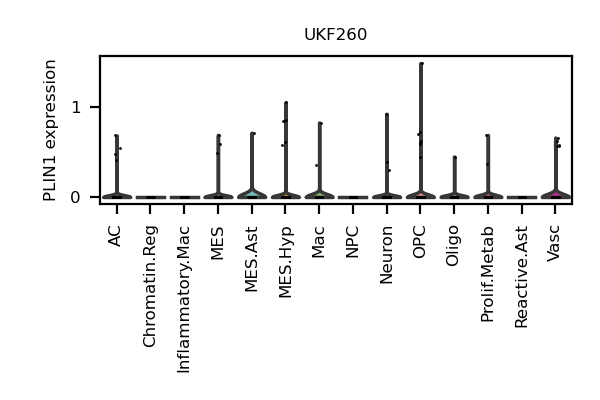 UKF260
PLIN1 expression
1
0
AC
Chromatin.Reg
Inflammatory.Mac
MES
MES.Ast
MES.Hyp
Mac
NPC
Neuron
OPC
Oligo
Prolif.Metab
Reactive.Ast
Vasc